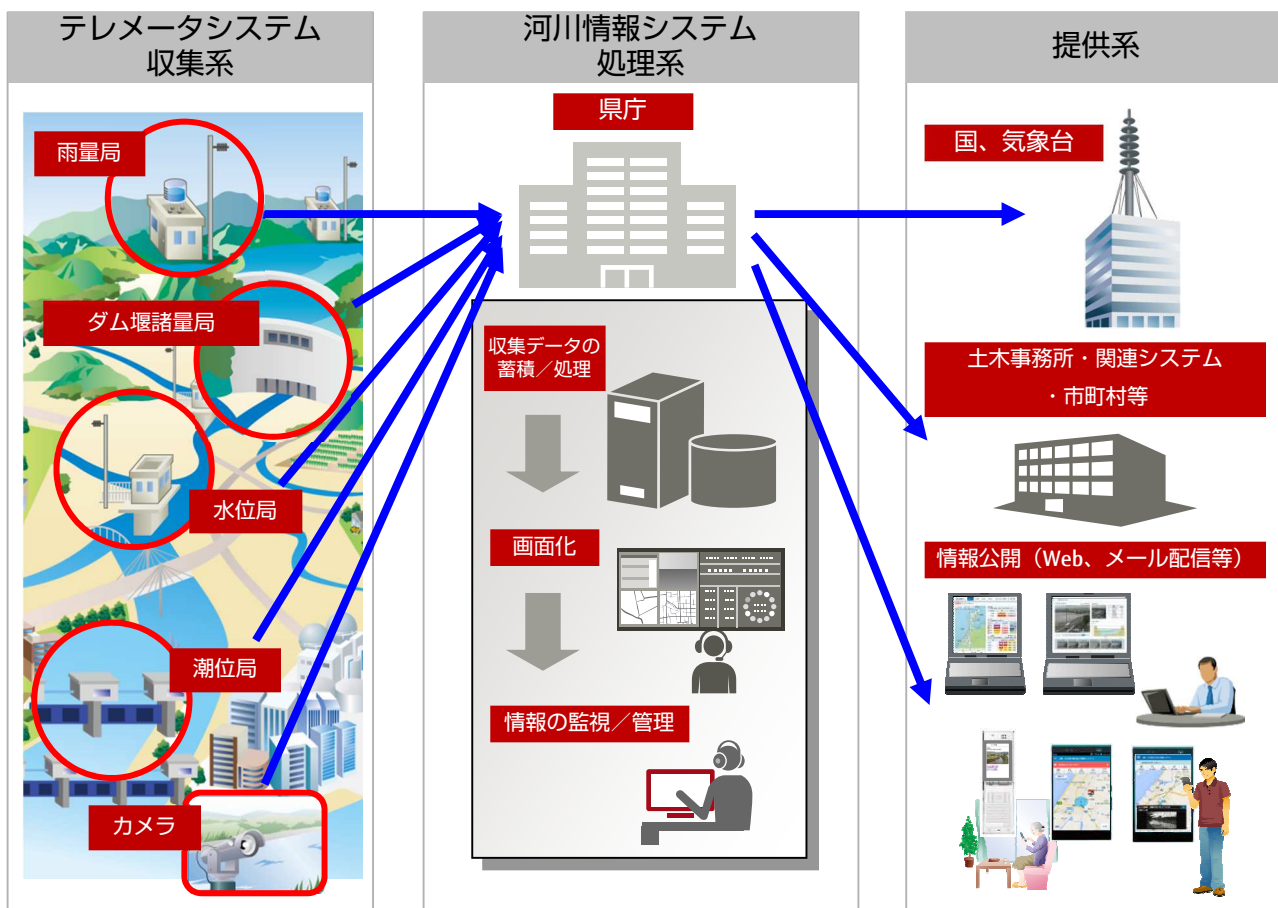 テレメータシステム
収集系
雨量局
ダム堰諸量局
水位局
潮位局
カメラ
河川情報システム
処理系
県庁
収集データの
蓄積／処理
画面化
情報の監視／管理
提供系
国、気象台
土木事務所・関連システム
・市町村等
情報公開（Web、メール配信等）